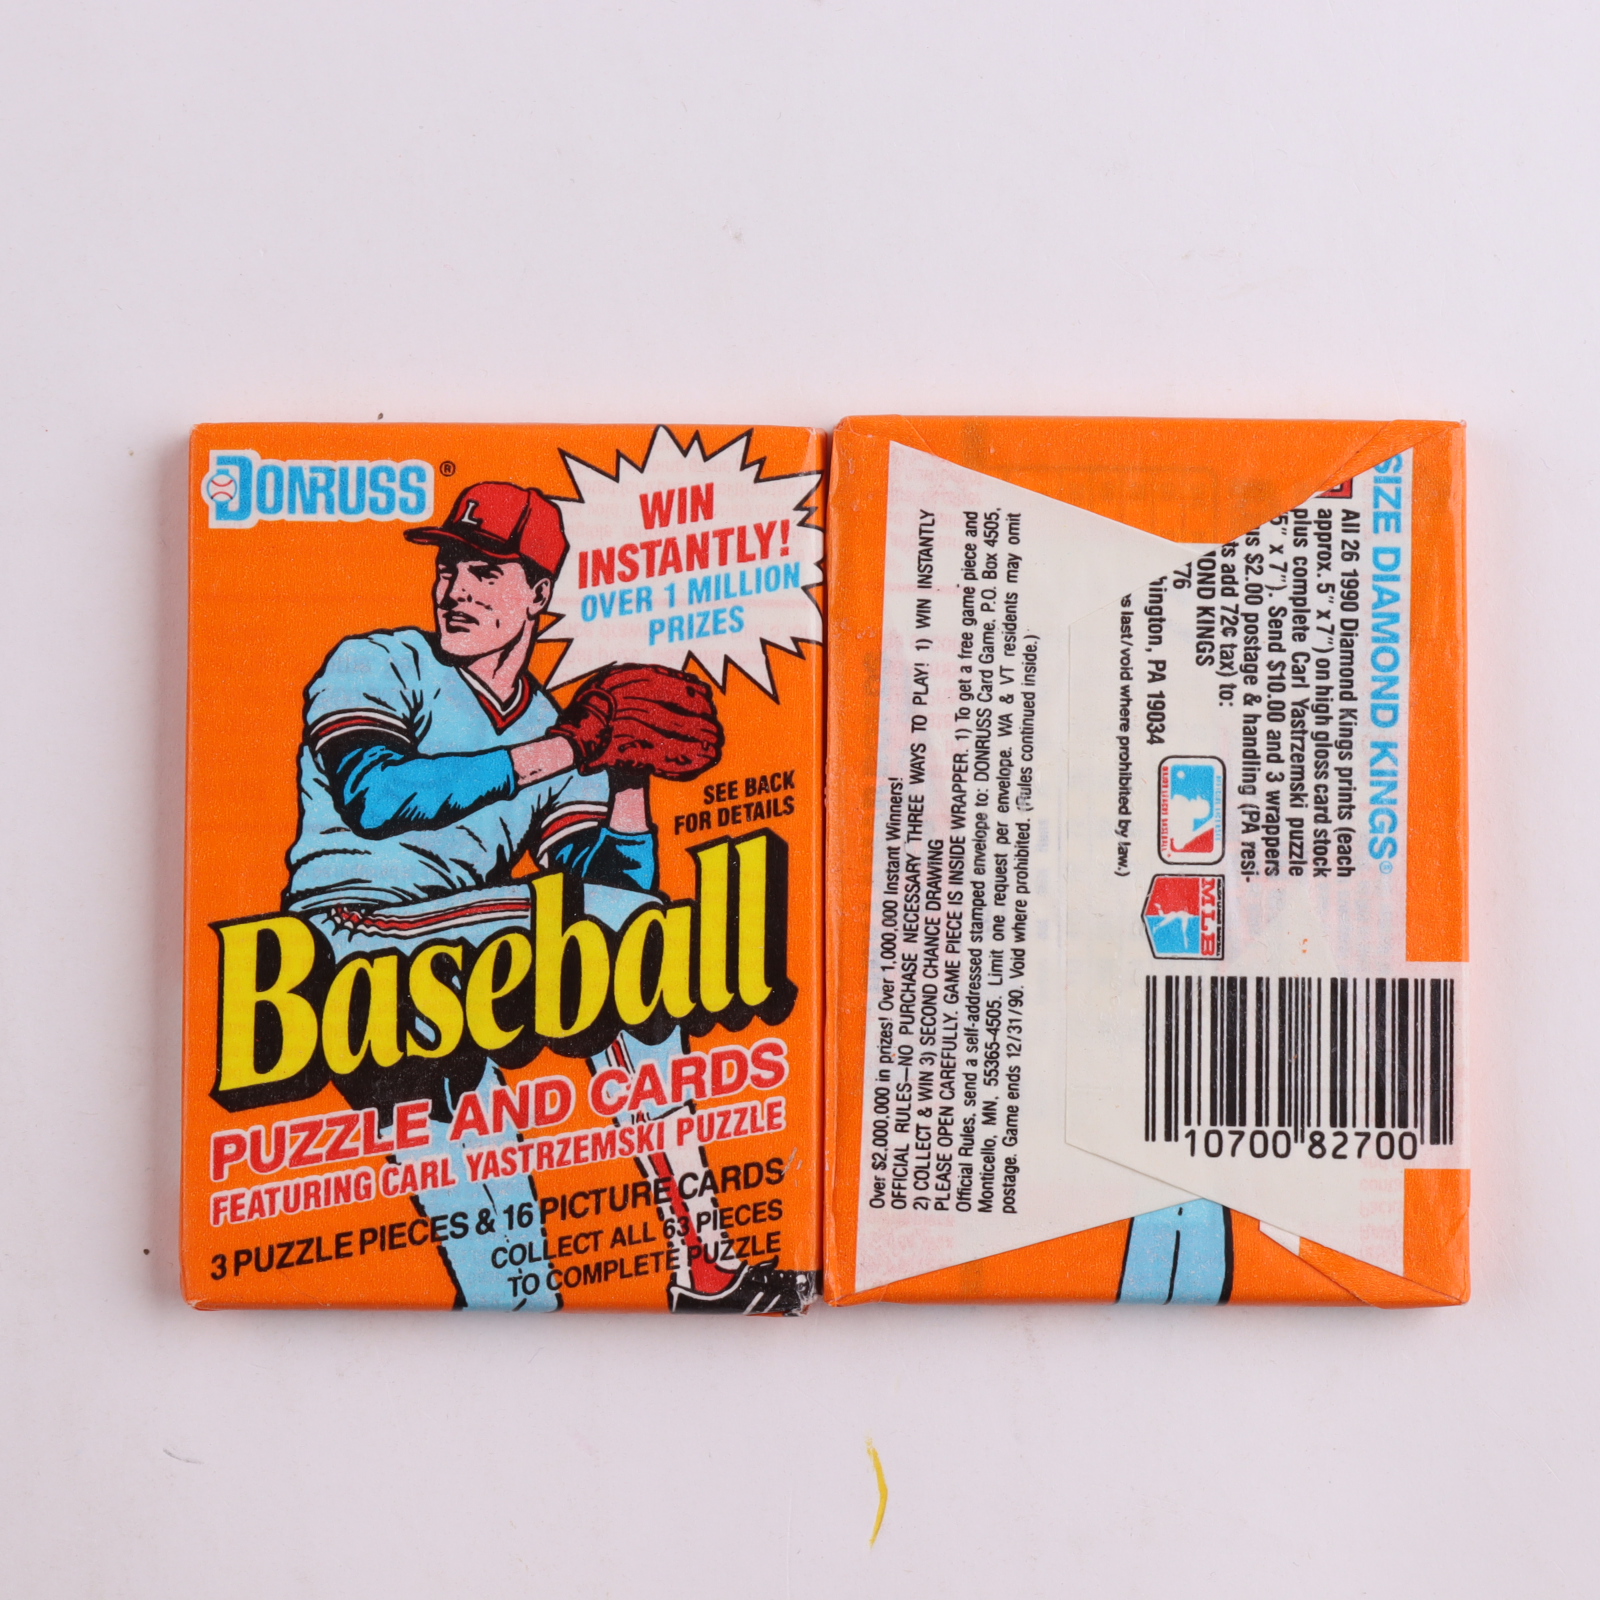 DONRUSS®
L
WIN
INSTANTLY!
OVER 1 MILLION
PRIZES
SEE BACK
FOR DETAILS
Baseball
PUZZLE AND CARDS
FEATURING CARL YASTRZEMSKI PUZZLE
3 PUZZLE PIECES & 16 PICTURE CARDS
COLLECT ALL 63 PIECES
TO COMPLETE PUZZLE
Over $2,000,000 in prizes! Over 1,000,000 Instant Winners!
OFFICIAL RULES—NO PURCHASE NECESSARY THREE WAYS TO PLAY! 1) WIN INSTANTLY
2) COLLECT & WIN 3) SECOND CHANCE DRAWING
PLEASE OPEN CAREFULLY. GAME PIECE IS INSIDE WRAPPER. 1) To get a free game piece and
Official Rules, send a self-addressed stamped envelope to: DONRUSS Card Game, P.O. Box 4505,
Monticello, MN, 55365-4505. Limit one request per envelope. WA & VT residents may omit
postage. Game ends 12/31/90. Void where prohibited. (Rules continued inside.)
SIZE DIAMOND KINGS®
All 26 1990 Diamond Kings prints (each
approx. 5" x 7") on high gloss card stock
plus complete Carl Yastrzemski puzzle
5" x 7"). Send $10.00 and 3 wrappers
$2.00 postage & handling (PA resi-
add 72¢ tax) to:
OND KINGS
76
ington, PA 19034
s last/void where prohibited by law.)
MLB
10700 82700